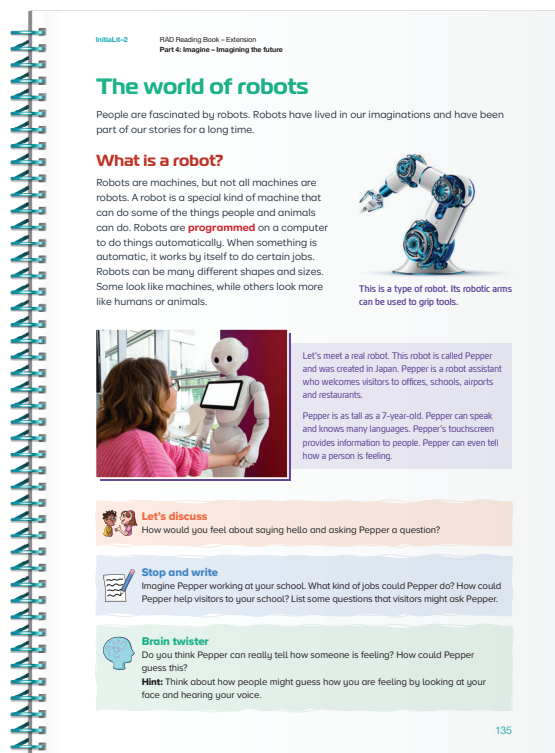 InitiaLit–2 RAD Reading Book – Extension
Part 4: Imagine – Imagining the future
The world of robots
People are fascinated by robots. Robots have lived in our imaginations and have been
part of our stories for a long time.
What is a robot?
Robots are machines, but not all machines are
robots. A robot is a special kind of machine that
can do some of the things people and animals
can do. Robots are programmed on a computer
to do things automatically. When something is
automatic, it works by itself to do certain jobs.
Robots can be many different shapes and sizes.
Some look like machines, while others look more
like humans or animals.
This is a type of robot. Its robotic arms
can be used to grip tools.
Let's meet a real robot. This robot is called Pepper
and was created in Japan. Pepper is a robot assistant
who welcomes visitors to offices, schools, airports
and restaurants.
Pepper is as tall as a 7-year-old. Pepper can speak
and knows many languages. Pepper's touchscreen
provides information to people. Pepper can even tell
how a person is feeling.
Let's discuss
How would you feel about saying hello and asking Pepper a question?
Stop and write
Imagine Pepper working at your school. What kind of jobs could Pepper do? How could
Pepper help visitors to your school? List some questions that visitors might ask Pepper.
Brain twister
Do you think Pepper can really tell how someone is feeling? How could Pepper
guess this?
Hint: Think about how people might guess how you are feeling by looking at your
face and hearing your voice.
135